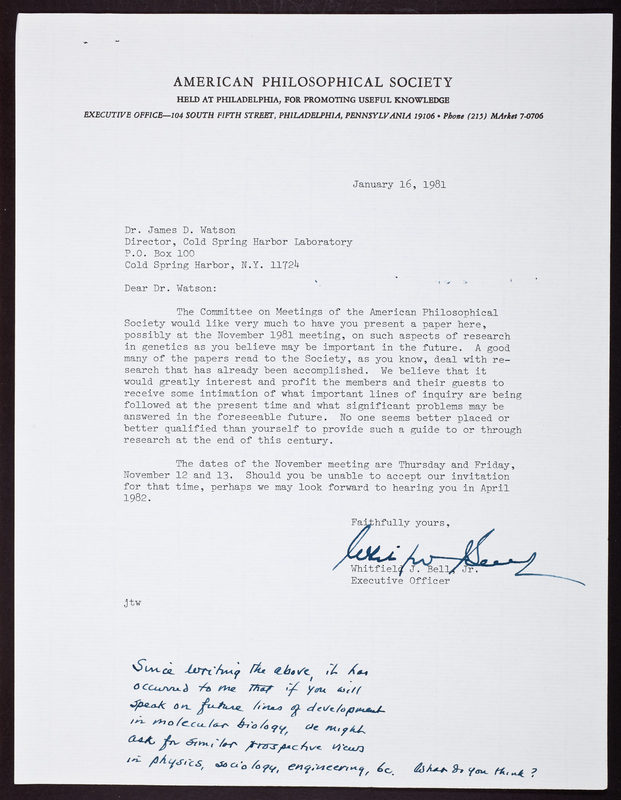 AMERICAN PHILOSOPHICAL SOCIETY
HELD AT PHILADELPHIA, FOR PROMOTING USEFUL KNOWLEDGE
EXECUTIVE OFFICE—104 SOUTH FIFTH STREET, PHILADELPHIA, PENNSYLVANIA 19106 • Phone (215) MArket 7-0706
January 16, 1981
Dr. James D. Watson
Director, Cold Spring Harbor Laboratory
P.O. Box 100
Cold Spring Harbor, N.Y. 11724
Dear Dr. Watson:
The Committee on Meetings of the American Philosophical
Society would like very much to have you present a paper here,
possibly at the November 1981 meeting, on such aspects of research
in genetics as you believe may be important in the future. A good
many of the papers read to the Society, as you know, deal with re-
search that has already been accomplished. We believe that it
would greatly interest and profit the members and their guests to
receive some intimation of what important lines of inquiry are being
followed at the present time and what significant problems may be
answered in the foreseeable future. No one seems better placed or
better qualified than yourself to provide such a guide to or through
research at the end of this century.
The dates of the November meeting are Thursday and Friday,
November 12 and 13. Should you be unable to accept our invitation
for that time, perhaps we may look forward to hearing you in April
1982.
Faithfully yours,
Whitfield J. Bell, Jr.
Executive Officer
jtw
Since writing the above, it has
occurred to me that if you will
speak on future lines of development
in molecular biology, we might
ask for similar prospective views
in physics, sociology, engineering, &c. What do you think?